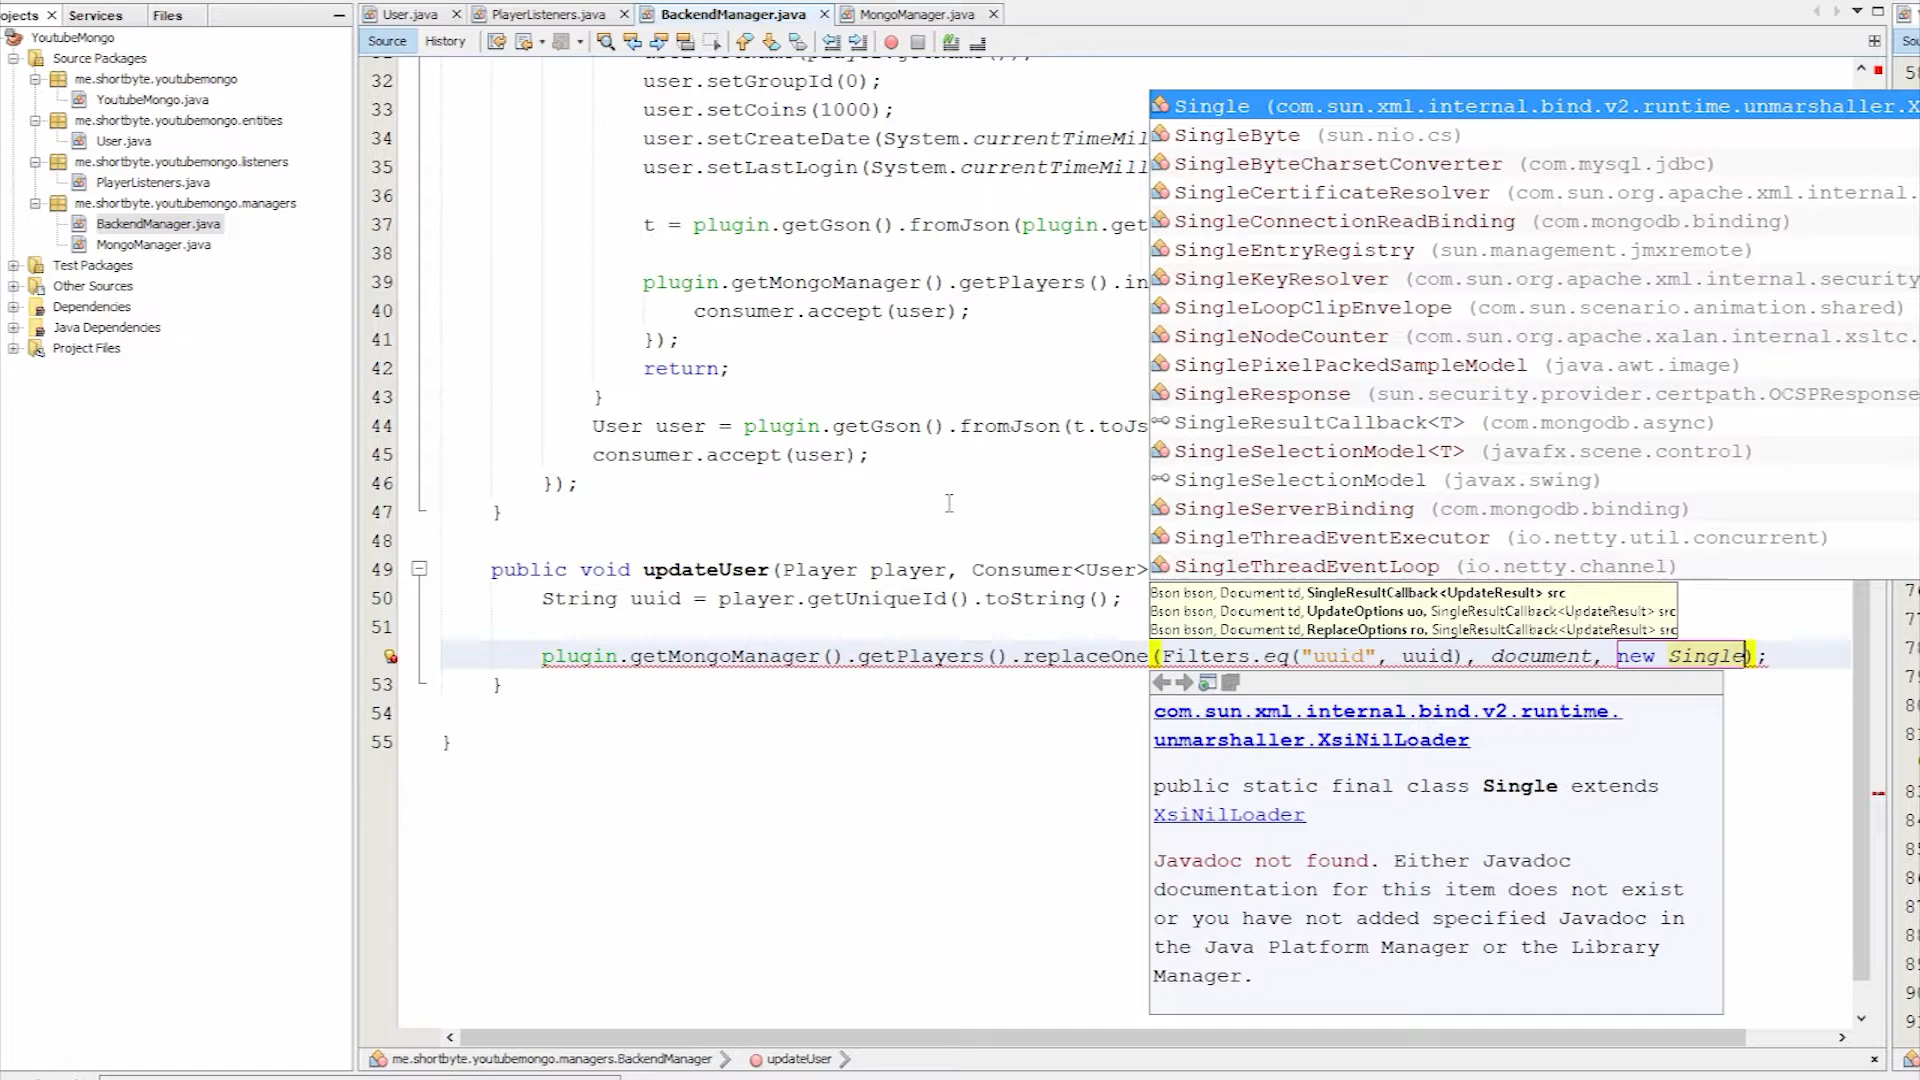 ojects
Services
Files
YoutubeMongo
Source Packages
me.shortbyte.youtubemongo
YoutubeMongo.java
me.shortbyte.youtubemongo.entities
User.java
me.shortbyte.youtubemongo.listeners
PlayerListeners.java
me.shortbyte.youtubemongo.managers
BackendManager.java
MongoManager.java
Test Packages
Other Sources
Dependencies
Java Dependencies
Project Files
User.java
PlayerListeners.java
BackendManager.java
MongoManager.java
Source
History
32 user.setGroupId(0);
33 user.setCoins(1000);
34 user.setCreateDate(System.currentTimeMil
35 user.setLastLogin(System.currentTimeMill
36
37 t = plugin.getGson().fromJson(plugin.get
38
39 plugin.getMongoManager().getPlayers().in
40 consumer.accept(user);
41 });
42 return;
43 }
44 User user = plugin.getGson().fromJson(t.toJs
45 consumer.accept(user);
46 });
47 }
48
49 public void updateUser(Player player, Consumer<User>
50 String uuid = player.getUniqueId().toString();
51
plugin.getMongoManager().getPlayers().replaceOne(Filters.eq("uuid", uuid), document, new Single);
53 }
54
55 }
Single (com.sun.xml.internal.bind.v2.runtime.unmarshaller.X
SingleByte (sun.nio.cs)
SingleByteCharsetConverter (com.mysql.jdbc)
SingleCertificateResolver (com.sun.org.apache.xml.internal.
SingleConnectionReadBinding (com.mongodb.binding)
SingleEntryRegistry (sun.management.jmxremote)
SingleKeyResolver (com.sun.org.apache.xml.internal.security
SingleLoopClipEnvelope (com.sun.scenario.animation.shared)
SingleNodeCounter (com.sun.org.apache.xalan.internal.xsltc.
SinglePixelPackedSampleModel (java.awt.image)
SingleResponse (sun.security.provider.certpath.OCSPResponse
SingleResultCallback<T> (com.mongodb.async)
SingleSelectionModel<T> (javafx.scene.control)
SingleSelectionModel (javax.swing)
SingleServerBinding (com.mongodb.binding)
SingleThreadEventExecutor (io.netty.util.concurrent)
SingleThreadEventLoop (io.netty.channel)
Bson bson, Document td, SingleResultCallback<UpdateResult> src
Bson bson, Document td, UpdateOptions uo, SingleResultCallback<UpdateResult> src
Bson bson, Document td, ReplaceOptions ro, SingleResultCallback<UpdateResult> src
com.sun.xml.internal.bind.v2.runtime.
unmarshaller.XsiNilLoader
public static final class Single extends
XsiNilLoader
Javadoc not found. Either Javadoc
documentation for this item does not exist
or you have not added specified Javadoc in
the Java Platform Manager or the Library
Manager.
me.shortbyte.youtubemongo.managers.BackendManager
updateUser